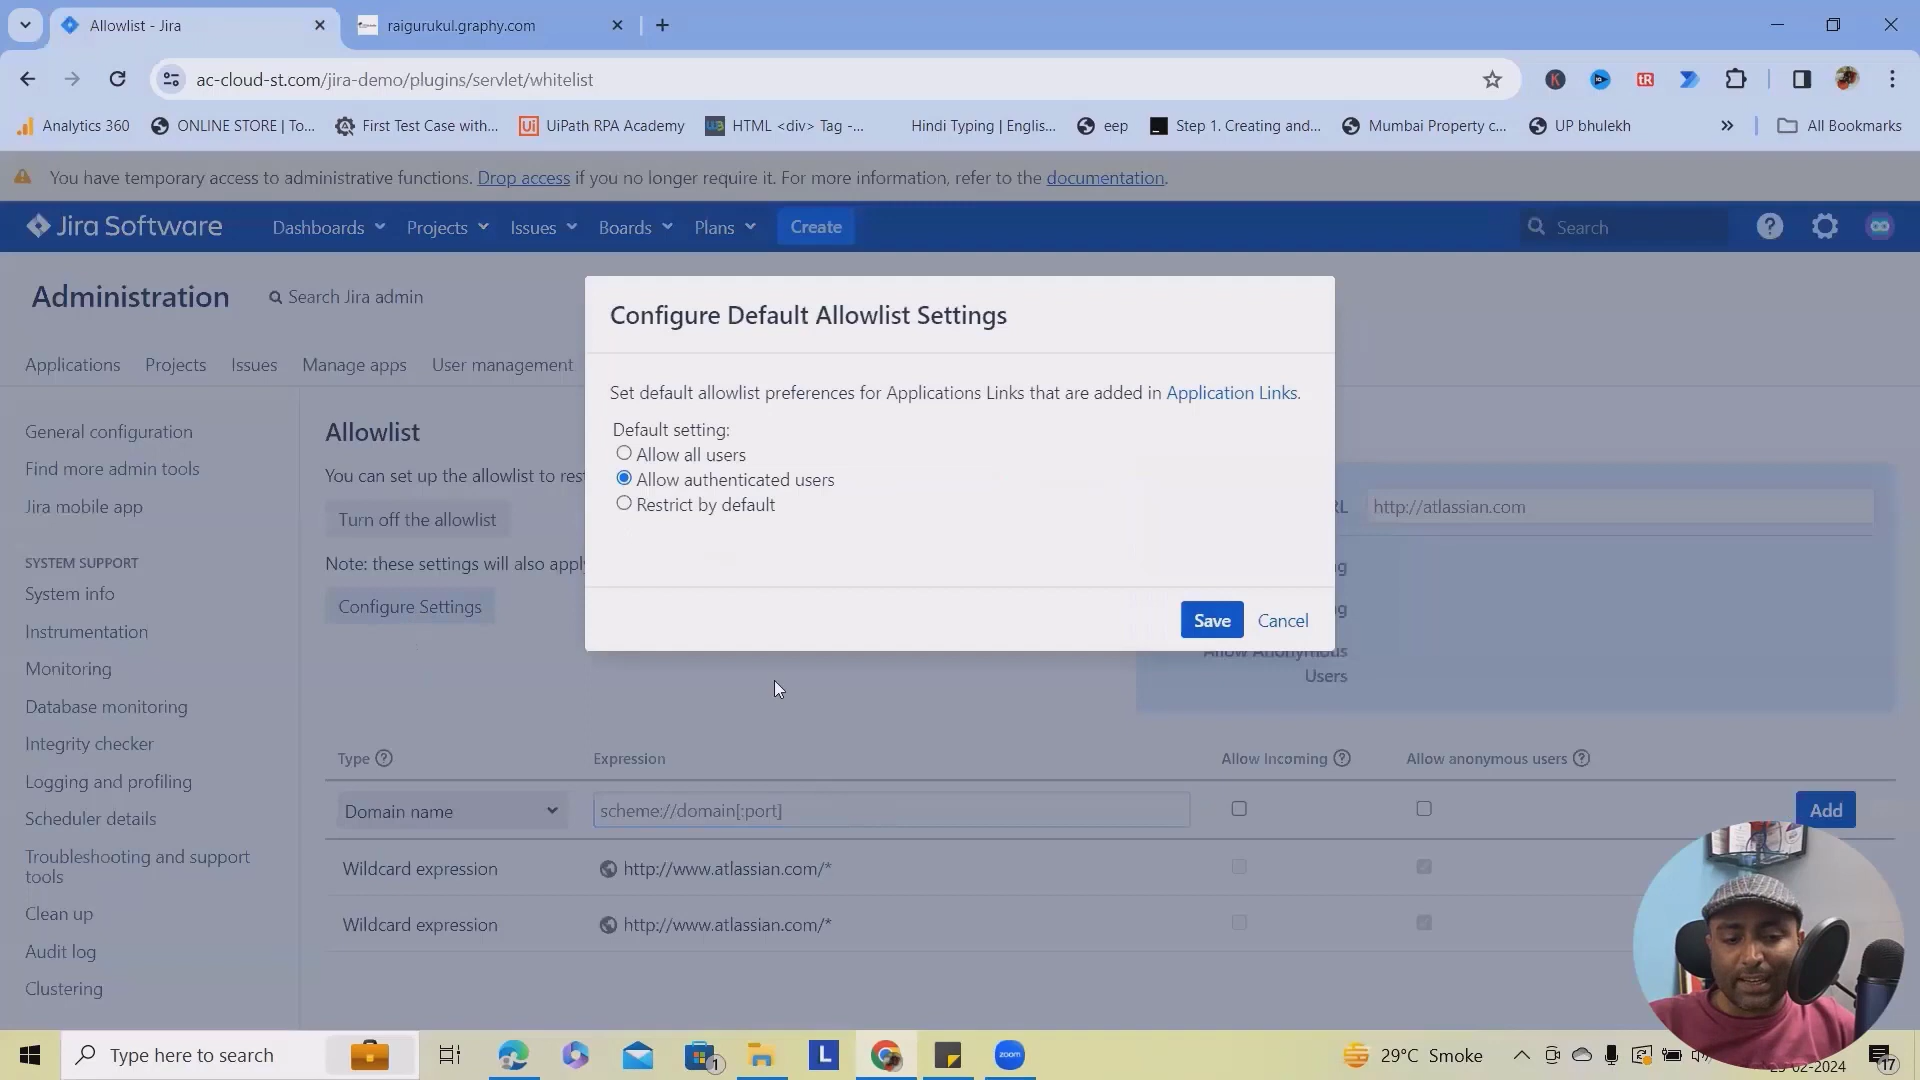 Allowlist - Jira
raigurukul.graphy.com
ac-cloud-st.com/jira-demo/plugins/servlet/whitelist
Analytics 360
ONLINE STORE | To...
First Test Case with...
UiPath RPA Academy
HTML <div> Tag -...
Hindi Typing | Englis...
eep
Step 1. Creating and...
Mumbai Property c...
UP bhulekh
All Bookmarks
You have temporary access to administrative functions. Drop access if you no longer require it. For more information, refer to the documentation.
Jira Software
Dashboards
Projects
Issues
Boards
Plans
Create
Search
Administration
Search Jira admin
Applications
Projects
Issues
Manage apps
User management
Configure Default Allowlist Settings
Set default allowlist preferences for Applications Links that are added in Application Links.
Default setting:
Allow all users
Allow authenticated users
Restrict by default
Save
Cancel
General configuration
Find more admin tools
Jira mobile app
SYSTEM SUPPORT
System info
Instrumentation
Monitoring
Database monitoring
Integrity checker
Logging and profiling
Scheduler details
Troubleshooting and support
tools
Clean up
Audit log
Clustering
Allowlist
You can set up the allowlist to
Turn off the allowlist
Note: these settings will also
Configure Settings
http://atlassian.com
Allow Anonymous
Users
Type
Expression
Allow Incoming
Allow anonymous users
Domain name
scheme://domain[:port]
Add
Wildcard expression
http://www.atlassian.com/*
Wildcard expression
http://www.atlassian.com/*
Type here to search
1
L
zoom
29°C Smoke
-02-2024
17